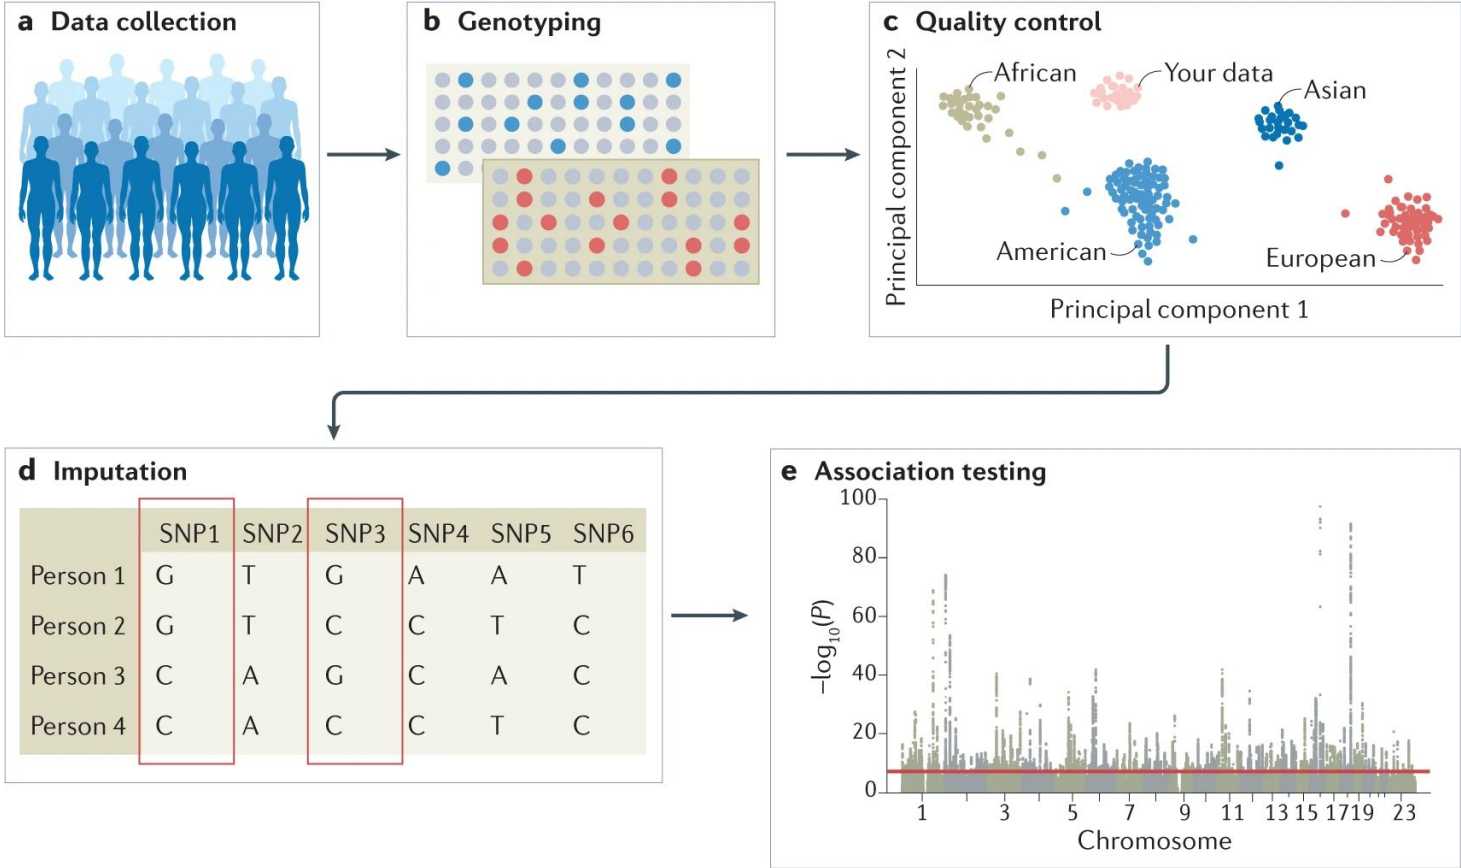 a Data collection
b Genotyping
c Quality control
African
Your data
Asian
American
European
Principal component 2
Principal component 1
d Imputation
SNP1 SNP2 SNP3 SNP4 SNP5 SNP6
Person 1 G T G A A T
Person 2 G T C C T C
Person 3 C A G C A C
Person 4 C A C C T C
e Association testing
100
80
60
40
20
0
–log10(P)
1 3 5 7 9 11 13 15 17 19 23
Chromosome